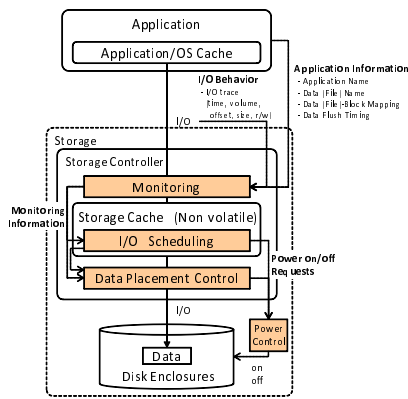 Application
Application/OS Cache
I/O Behavior
- I/O trace
(time, volume,
offset, size, r/w)
Application Information
- Application Name
- Data (File) Name
- Data (File)-Block Mapping
- Data Flush Timing
I/O
Storage
Storage Controller
Monitoring
Monitoring
Information
Storage Cache (Non volatile)
I/O Scheduling
Power on/off
Requests
Data Placement Control
I/O
Power
Control
Data
Disk Enclosures
on
off